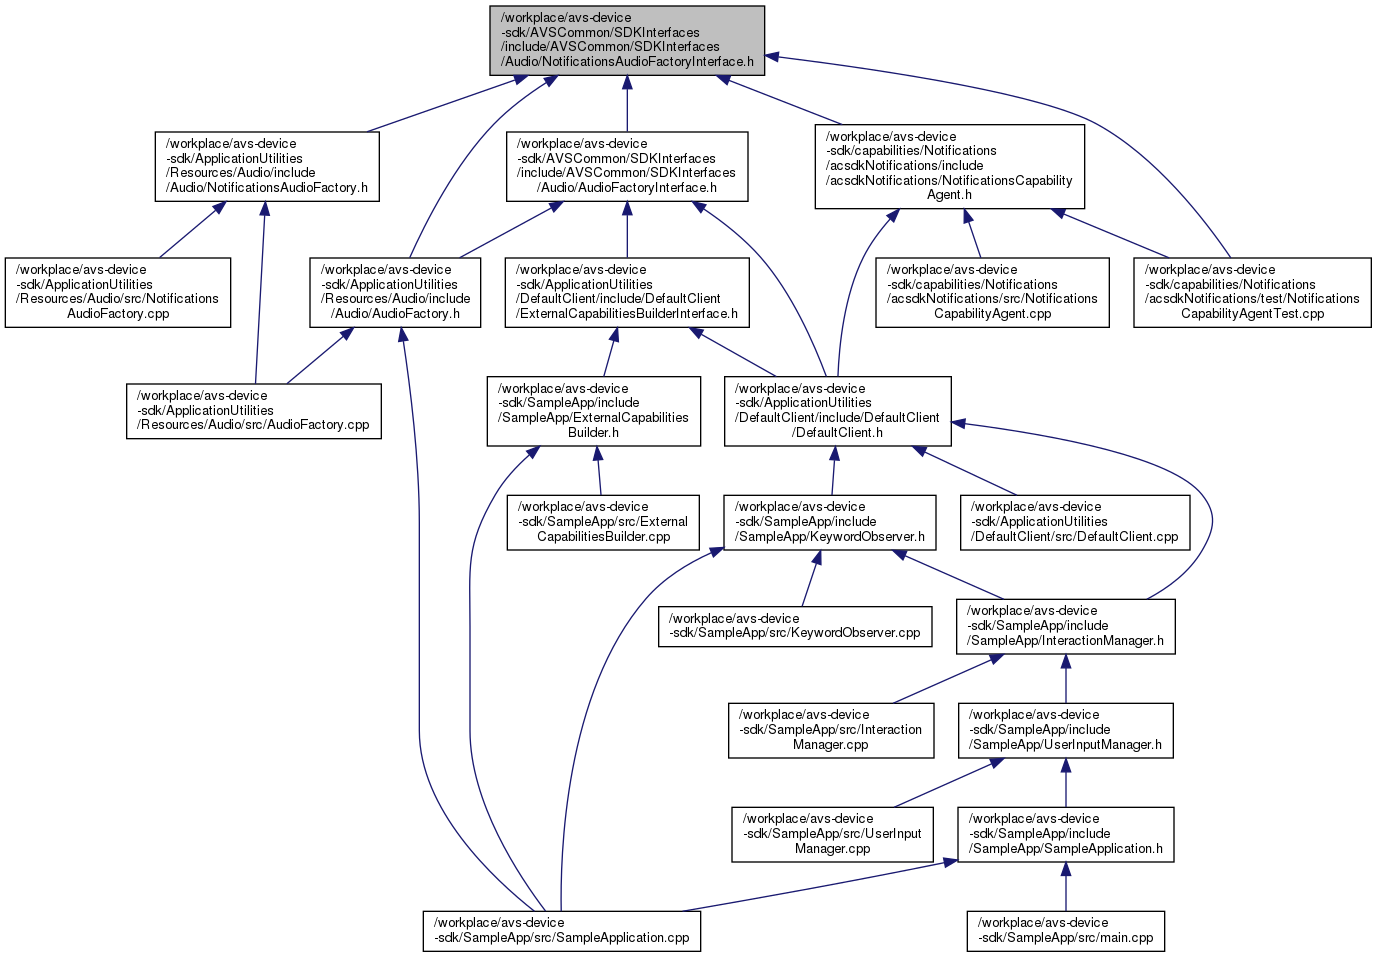 /workplace/avs-device
-sdk/AVSCommon/SDKInterfaces
/include/AVSCommon/SDKInterfaces
/Audio/NotificationsAudioFactoryInterface.h
/workplace/avs-device
-sdk/ApplicationUtilities
/Resources/Audio/include
/Audio/NotificationsAudioFactory.h
/workplace/avs-device
-sdk/AVSCommon/SDKInterfaces
/include/AVSCommon/SDKInterfaces
/Audio/AudioFactoryInterface.h
/workplace/avs-device
-sdk/capabilities/Notifications
/acsdkNotifications/include
/acsdkNotifications/NotificationsCapability
Agent.h
/workplace/avs-device
-sdk/ApplicationUtilities
/Resources/Audio/src/Notifications
AudioFactory.cpp
/workplace/avs-device
-sdk/ApplicationUtilities
/Resources/Audio/include
/Audio/AudioFactory.h
/workplace/avs-device
-sdk/ApplicationUtilities
/DefaultClient/include/DefaultClient
/ExternalCapabilitiesBuilderInterface.h
/workplace/avs-device
-sdk/capabilities/Notifications
/acsdkNotifications/src/Notifications
CapabilityAgent.cpp
/workplace/avs-device
-sdk/capabilities/Notifications
/acsdkNotifications/test/Notifications
CapabilityAgentTest.cpp
/workplace/avs-device
-sdk/ApplicationUtilities
/Resources/Audio/src/AudioFactory.cpp
/workplace/avs-device
-sdk/SampleApp/include
/SampleApp/ExternalCapabilities
Builder.h
/workplace/avs-device
-sdk/ApplicationUtilities
/DefaultClient/include/DefaultClient
/DefaultClient.h
/workplace/avs-device
-sdk/SampleApp/src/External
CapabilitiesBuilder.cpp
/workplace/avs-device
-sdk/SampleApp/include
/SampleApp/KeywordObserver.h
/workplace/avs-device
-sdk/ApplicationUtilities
/DefaultClient/src/DefaultClient.cpp
/workplace/avs-device
-sdk/SampleApp/src/KeywordObserver.cpp
/workplace/avs-device
-sdk/SampleApp/include
/SampleApp/InteractionManager.h
/workplace/avs-device
-sdk/SampleApp/src/Interaction
Manager.cpp
/workplace/avs-device
-sdk/SampleApp/include
/SampleApp/UserInputManager.h
/workplace/avs-device
-sdk/SampleApp/src/UserInput
Manager.cpp
/workplace/avs-device
-sdk/SampleApp/include
/SampleApp/SampleApplication.h
/workplace/avs-device
-sdk/SampleApp/src/SampleApplication.cpp
/workplace/avs-device
-sdk/SampleApp/src/main.cpp